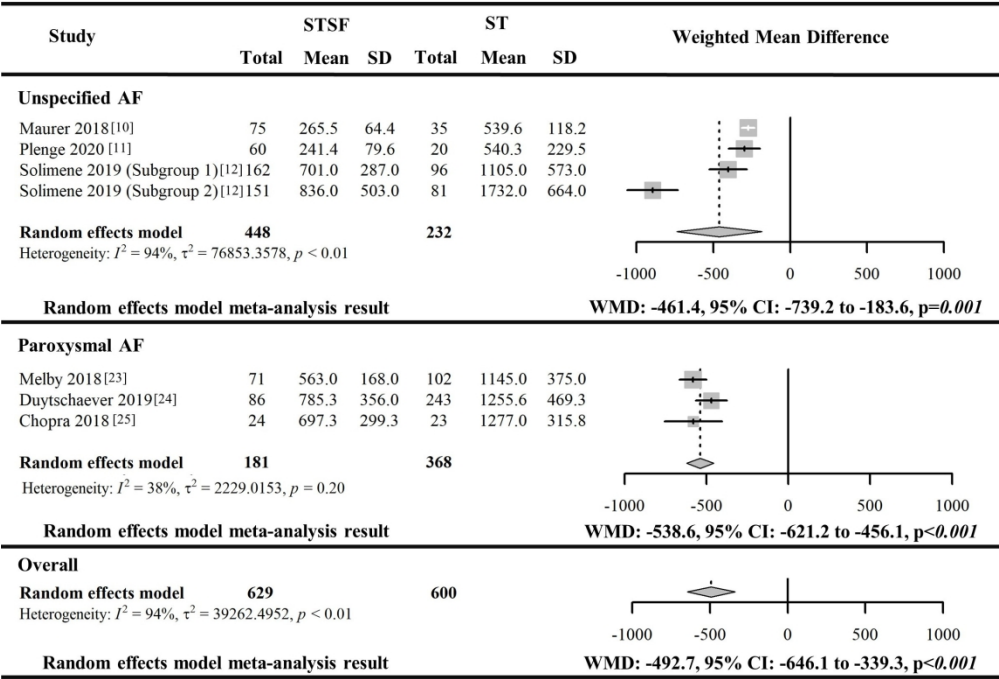 Study STSF ST Weighted Mean Difference
Total Mean SD Total Mean SD
Unspecified AF
Maurer 2018[10] 75 265.5 64.4 35 539.6 118.2
Plenge 2020 [11] 60 241.4 79.6 20 540.3 229.5
Solimene 2019 (Subgroup 1)[12] 162 701.0 287.0 96 1105.0 573.0
Solimene 2019 (Subgroup 2)[12] 151 836.0 503.0 81 1732.0 664.0
Random effects model 448 232
Heterogeneity: I² = 94%, τ² = 76853.3578, p < 0.01
-1000 -500 0 500 1000
Random effects model meta-analysis result WMD: -461.4, 95% CI: -739.2 to -183.6, p=0.001
Paroxysmal AF
Melby 2018[23] 71 563.0 168.0 102 1145.0 375.0
Duytschaever 2019[24] 86 785.3 356.0 243 1255.6 469.3
Chopra 2018[25] 24 697.3 299.3 23 1277.0 315.8
Random effects model 181 368
Heterogeneity: I² = 38%, τ² = 2229.0153, p = 0.20
-1000 -500 0 500 1000
Random effects model meta-analysis result WMD: -538.6, 95% CI: -621.2 to -456.1, p<0.001
Overall
Random effects model 629 600
Heterogeneity: I² = 94%, τ² = 39262.4952, p < 0.01
-1000 -500 0 500 1000
Random effects model meta-analysis result WMD: -492.7, 95% CI: -646.1 to -339.3, p<0.001